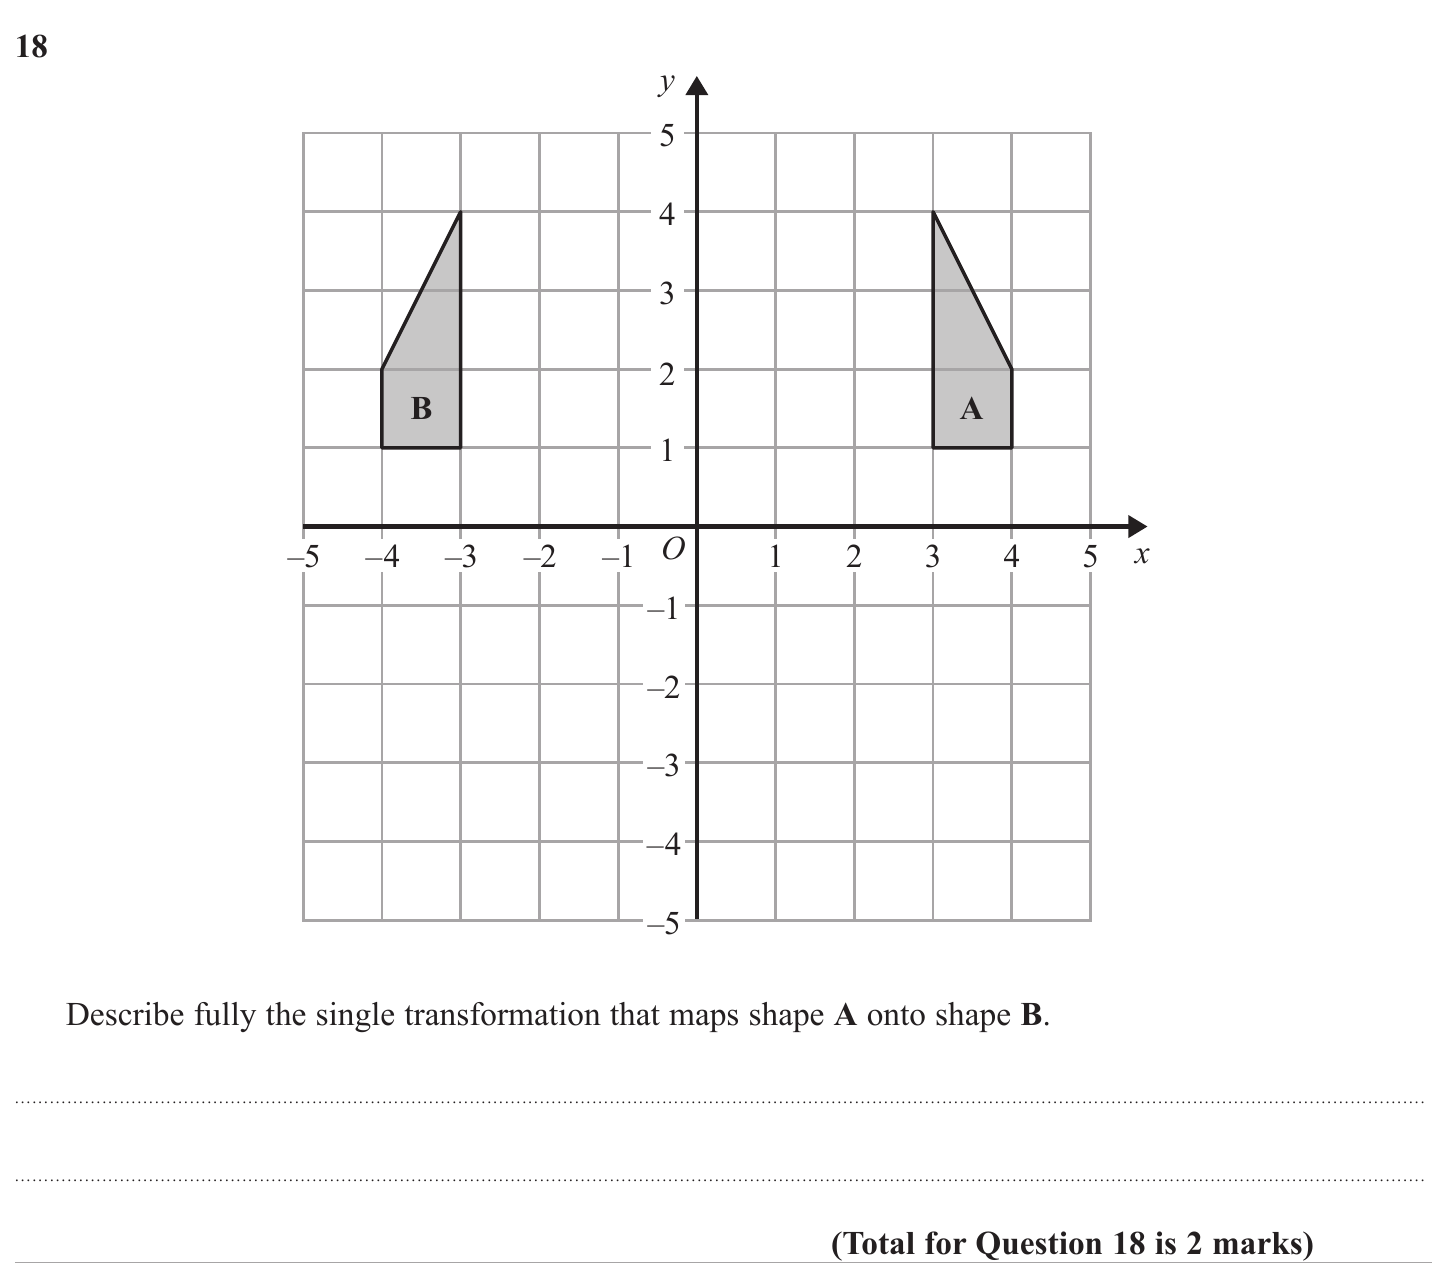 18
y
5
4
3
2
1
B
A
–5 –4 –3 –2 –1 O 1 2 3 4 5 x
–1
–2
–3
–4
–5
Describe fully the single transformation that maps shape A onto shape B.
(Total for Question 18 is 2 marks)